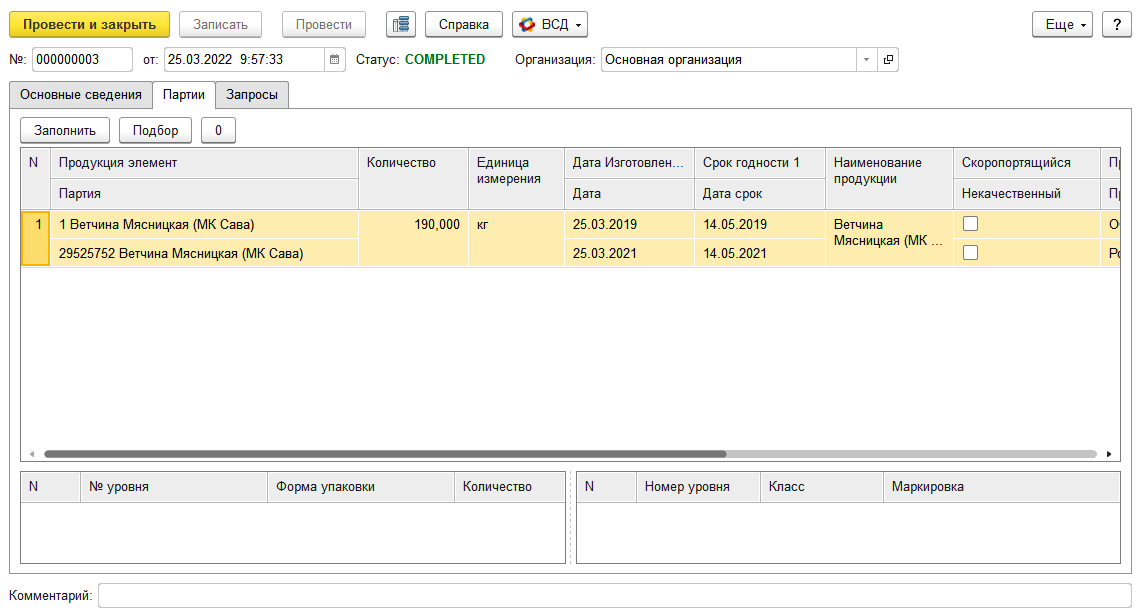 Провести и закрыть Записать Провести Справка ВСД Еще ?
№: 000000003 от: 25.03.2022 9:57:33 Статус: COMPLETED Организация: Основная организация
Основные сведения Партии Запросы
Заполнить Подбор 0
N Продукция элемент Количество Единица измерения Дата Изготовлен... Срок годности 1 Наименование продукции Скоропортящийся
Партия Дата Дата срок Некачественный
1 1 Ветчина Мясницкая (МК Сава) 190,000 кг 25.03.2019 14.05.2019 Ветчина Мясницкая (МК ...
29525752 Ветчина Мясницкая (МК Сава) 25.03.2021 14.05.2021
N № уровня Форма упаковки Количество N Номер уровня Класс Маркировка
Комментарий: